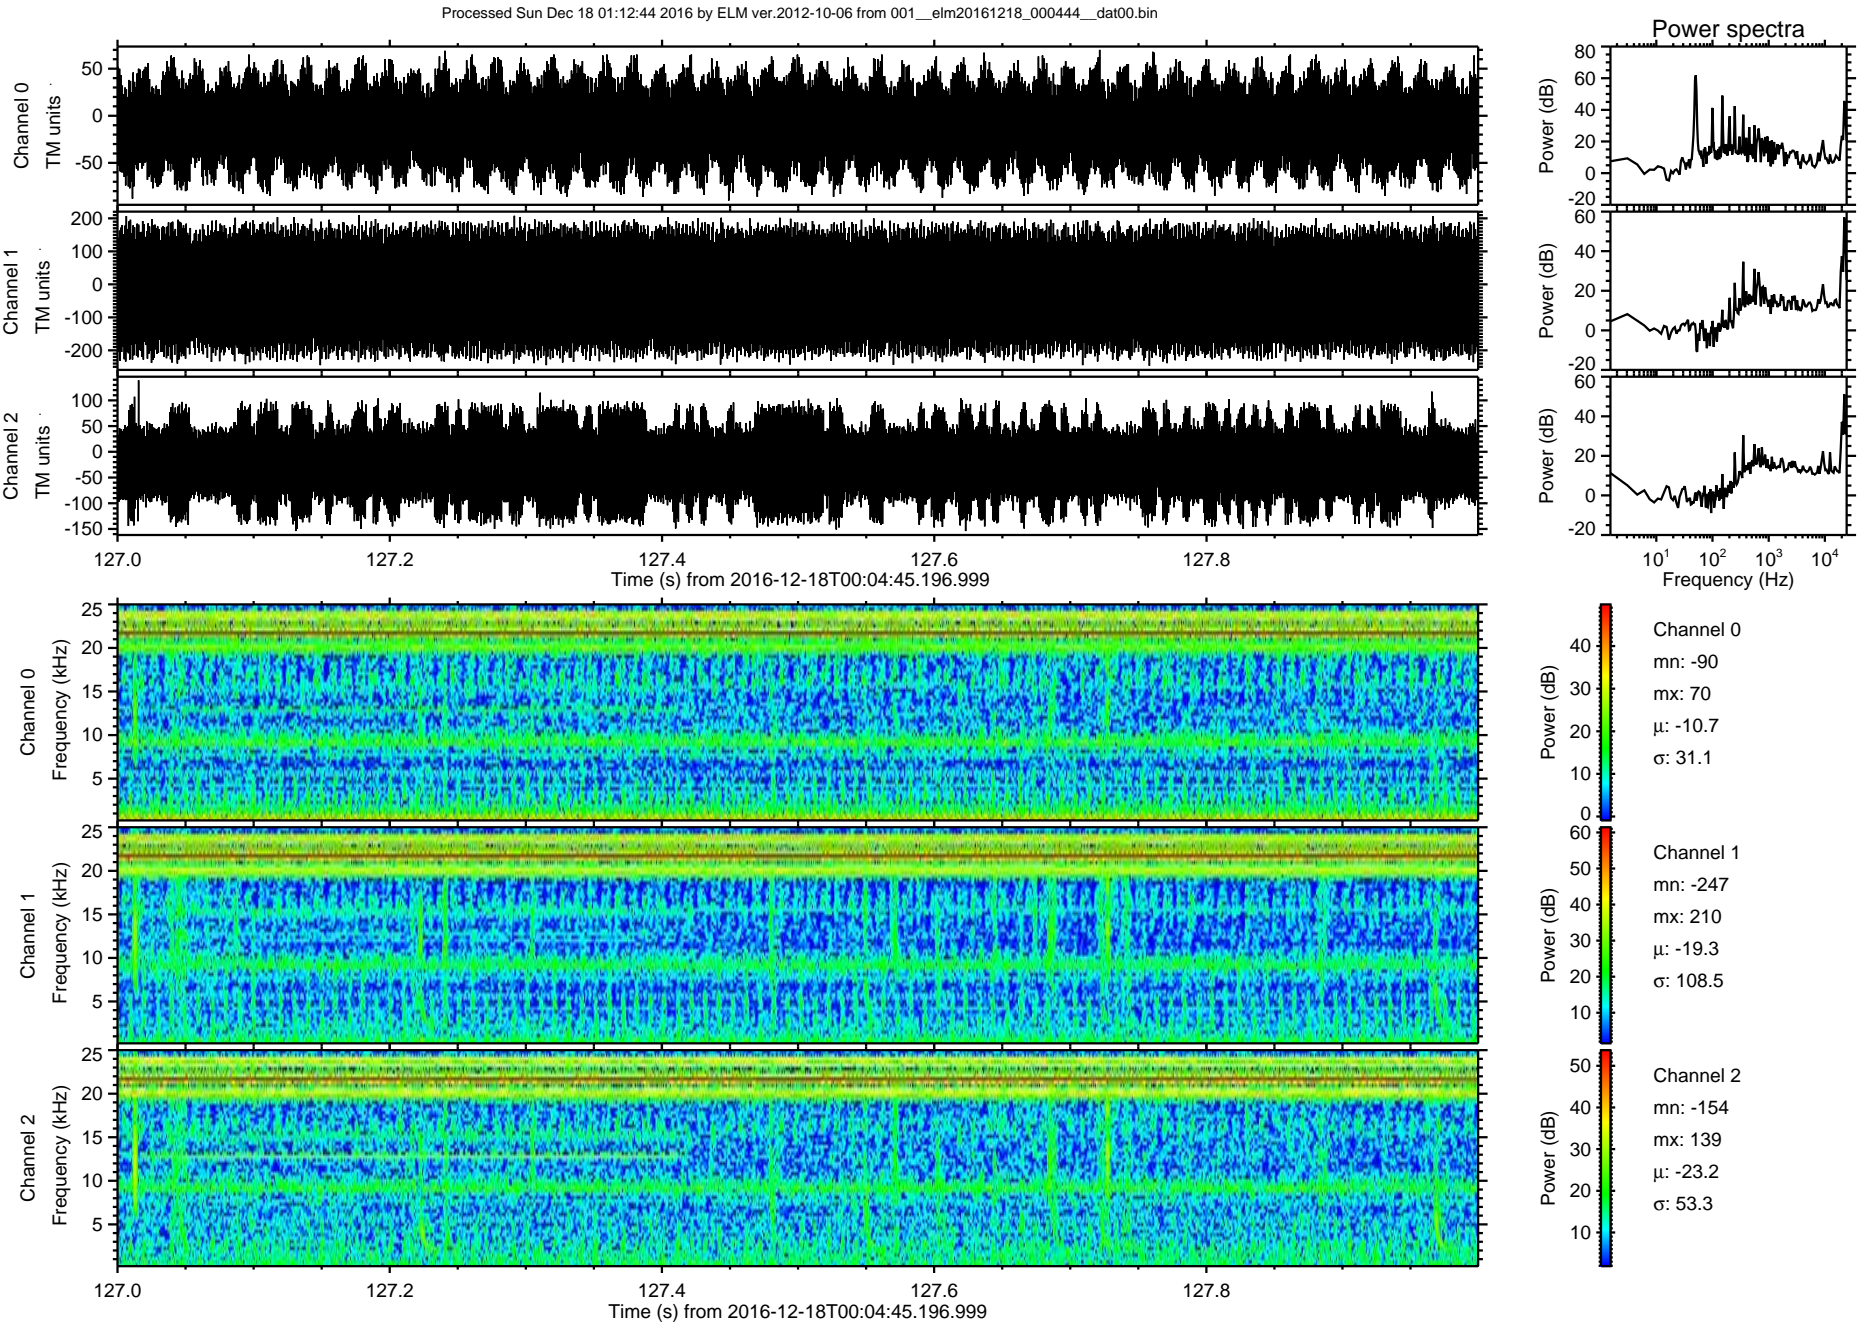 Processed Sun Dec 18 01:12:44 2016 by ELM ver.2012-10-06 from 001__elm20161218_000444__dat00.bin
Power spectra
Channel 0
TM units
50
0
-50
Power (dB)
80
60
40
20
0
-20
Channel 1
TM units
200
100
0
-100
-200
Power (dB)
60
40
20
0
-20
Channel 2
TM units
100
50
0
-50
-100
-150
Power (dB)
60
40
20
0
-20
127.0 127.2 127.4 127.6 127.8
Time (s) from 2016-12-18T00:04:45.196.999
10^1 10^2 10^3 10^4
Frequency (Hz)
Channel 0
Frequency (kHz)
25
20
15
10
5
Power (dB)
40
30
20
10
0
Channel 0
mn: -90
mx: 70
μ: -10.7
σ: 31.1
Channel 1
Frequency (kHz)
25
20
15
10
5
Power (dB)
60
50
40
30
20
10
Channel 1
mn: -247
mx: 210
μ: -19.3
σ: 108.5
Channel 2
Frequency (kHz)
25
20
15
10
5
Power (dB)
50
40
30
20
10
Channel 2
mn: -154
mx: 139
μ: -23.2
σ: 53.3
127.0 127.2 127.4 127.6 127.8
Time (s) from 2016-12-18T00:04:45.196.999